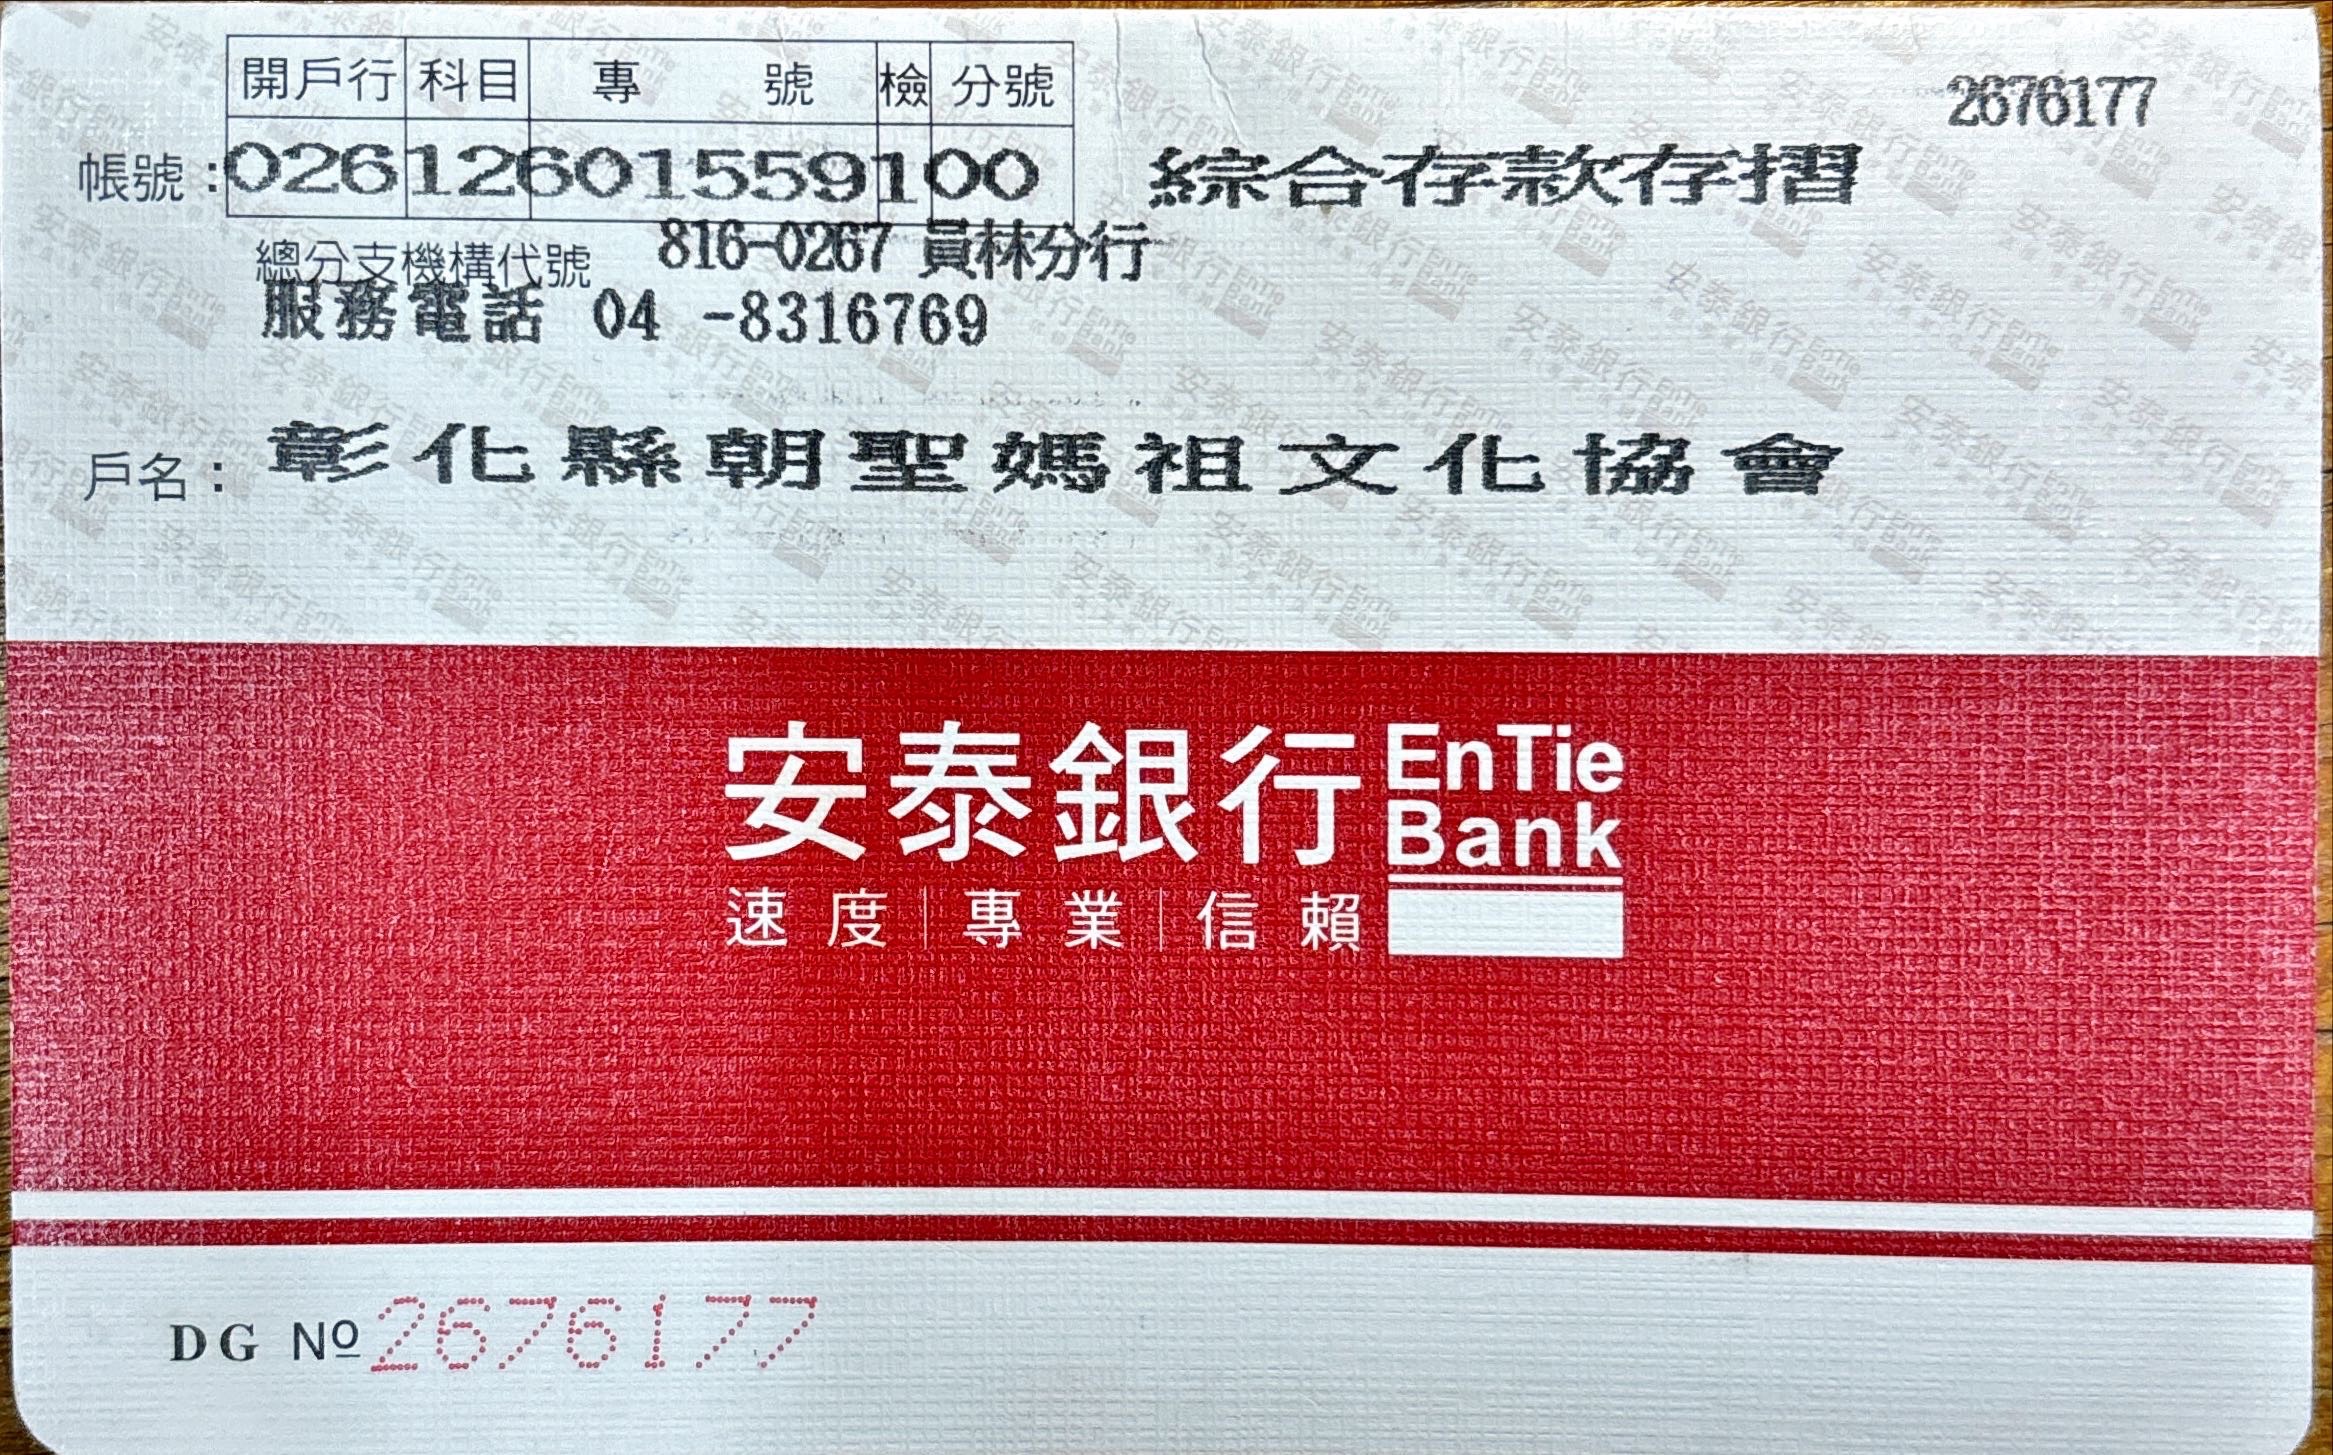 開戶行 科目 專 號 檢 分號
2676177
帳號：02612601559100 綜合存款存摺
總分支機構代號 816-0267 員林分行
服務電話 04 -8316769
戶名：彰化縣朝聖媽祖文化協會
安泰銀行 EnTie Bank
速度｜專業｜信賴
DG Nº 2676177